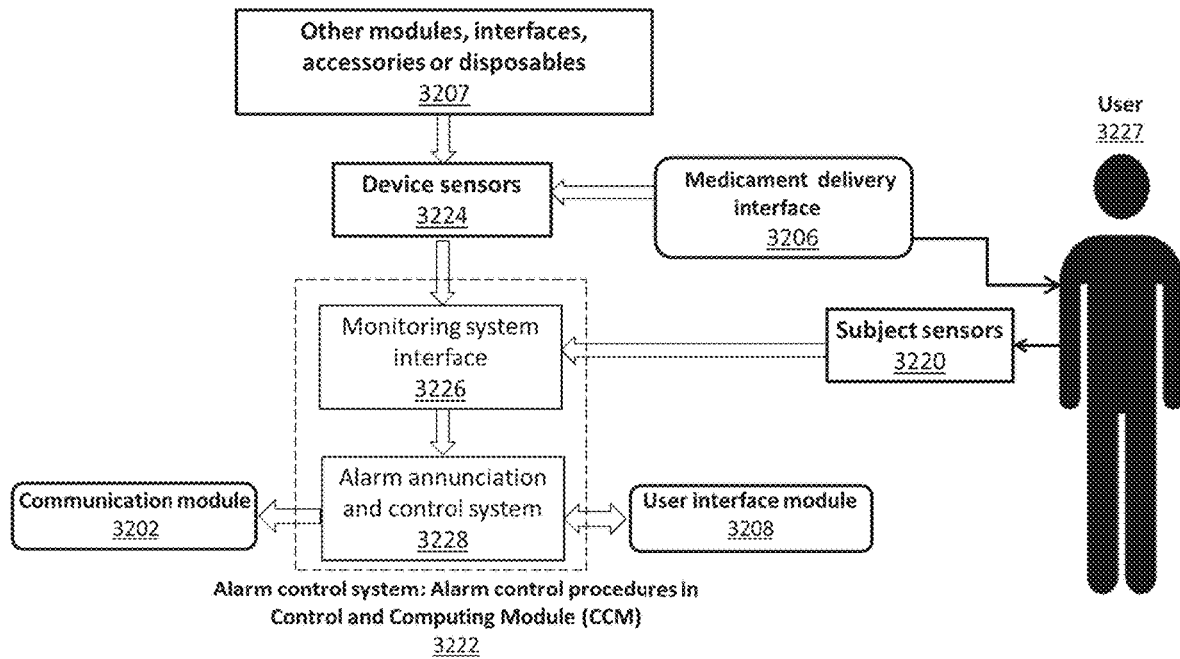 Other modules, interfaces,
accessories or disposables
3207
User
3227
Device sensors
3224
Medicament delivery
interface
3206
Monitoring system
interface
3226
Subject sensors
3220
Alarm annunciation
and control system
3228
Communication module
3202
User interface module
3208
Alarm control system: Alarm control procedures in
Control and Computing Module (CCM)
3222